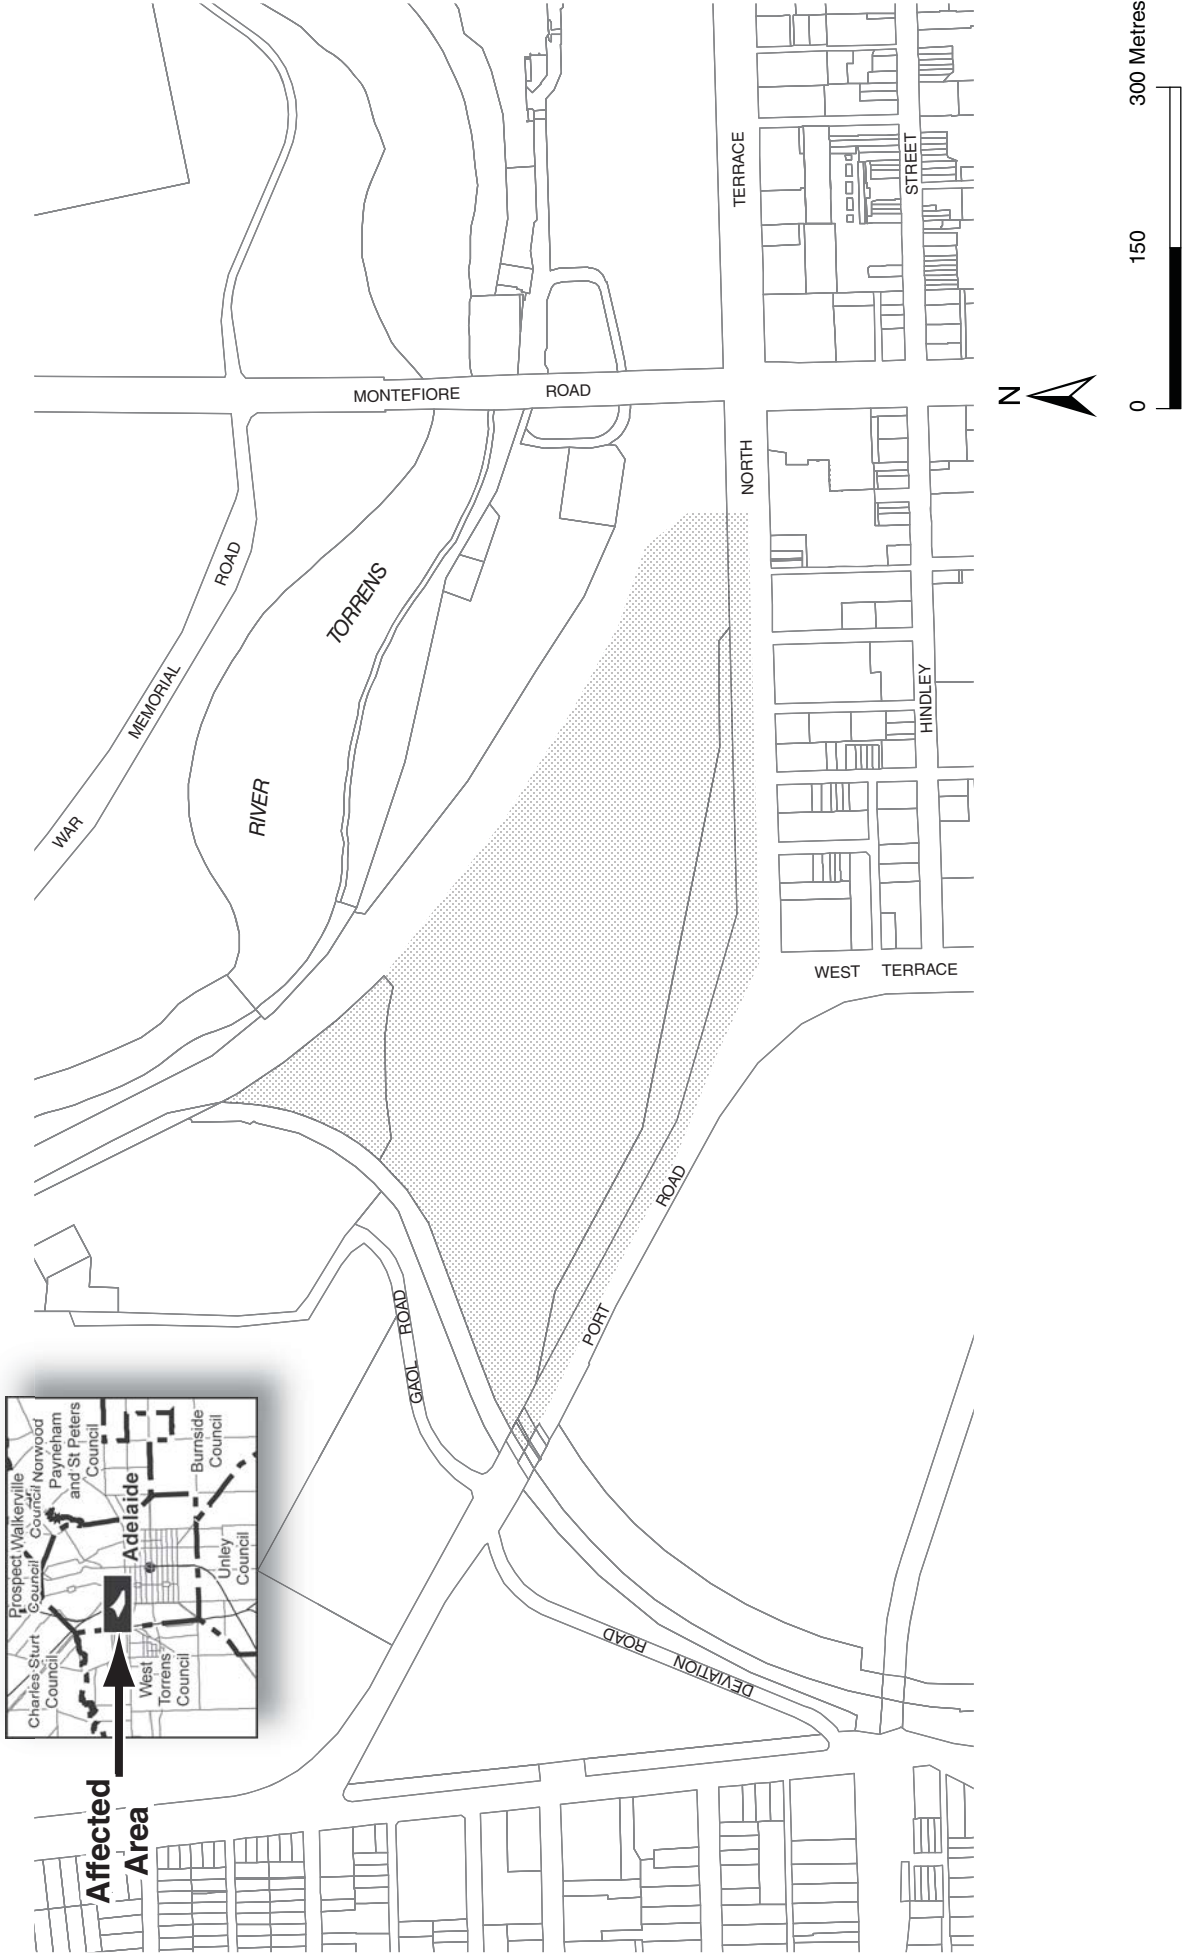 Affected
Area
Charles Sturt
Council
Prospect
Council
Walkerville
Council
Norwood
Payneham
and St Peters
Council
Adelaide
West
Torrens
Council
Unley
Council
Burnside
Council
WAR
MEMORIAL
ROAD
RIVER
TORRENS
MONTEFIORE
ROAD
GAOL
ROAD
PORT
ROAD
DEVIATION
ROAD
WEST TERRACE
NORTH
TERRACE
HINDLEY
STREET
N
0
150
300 Metres